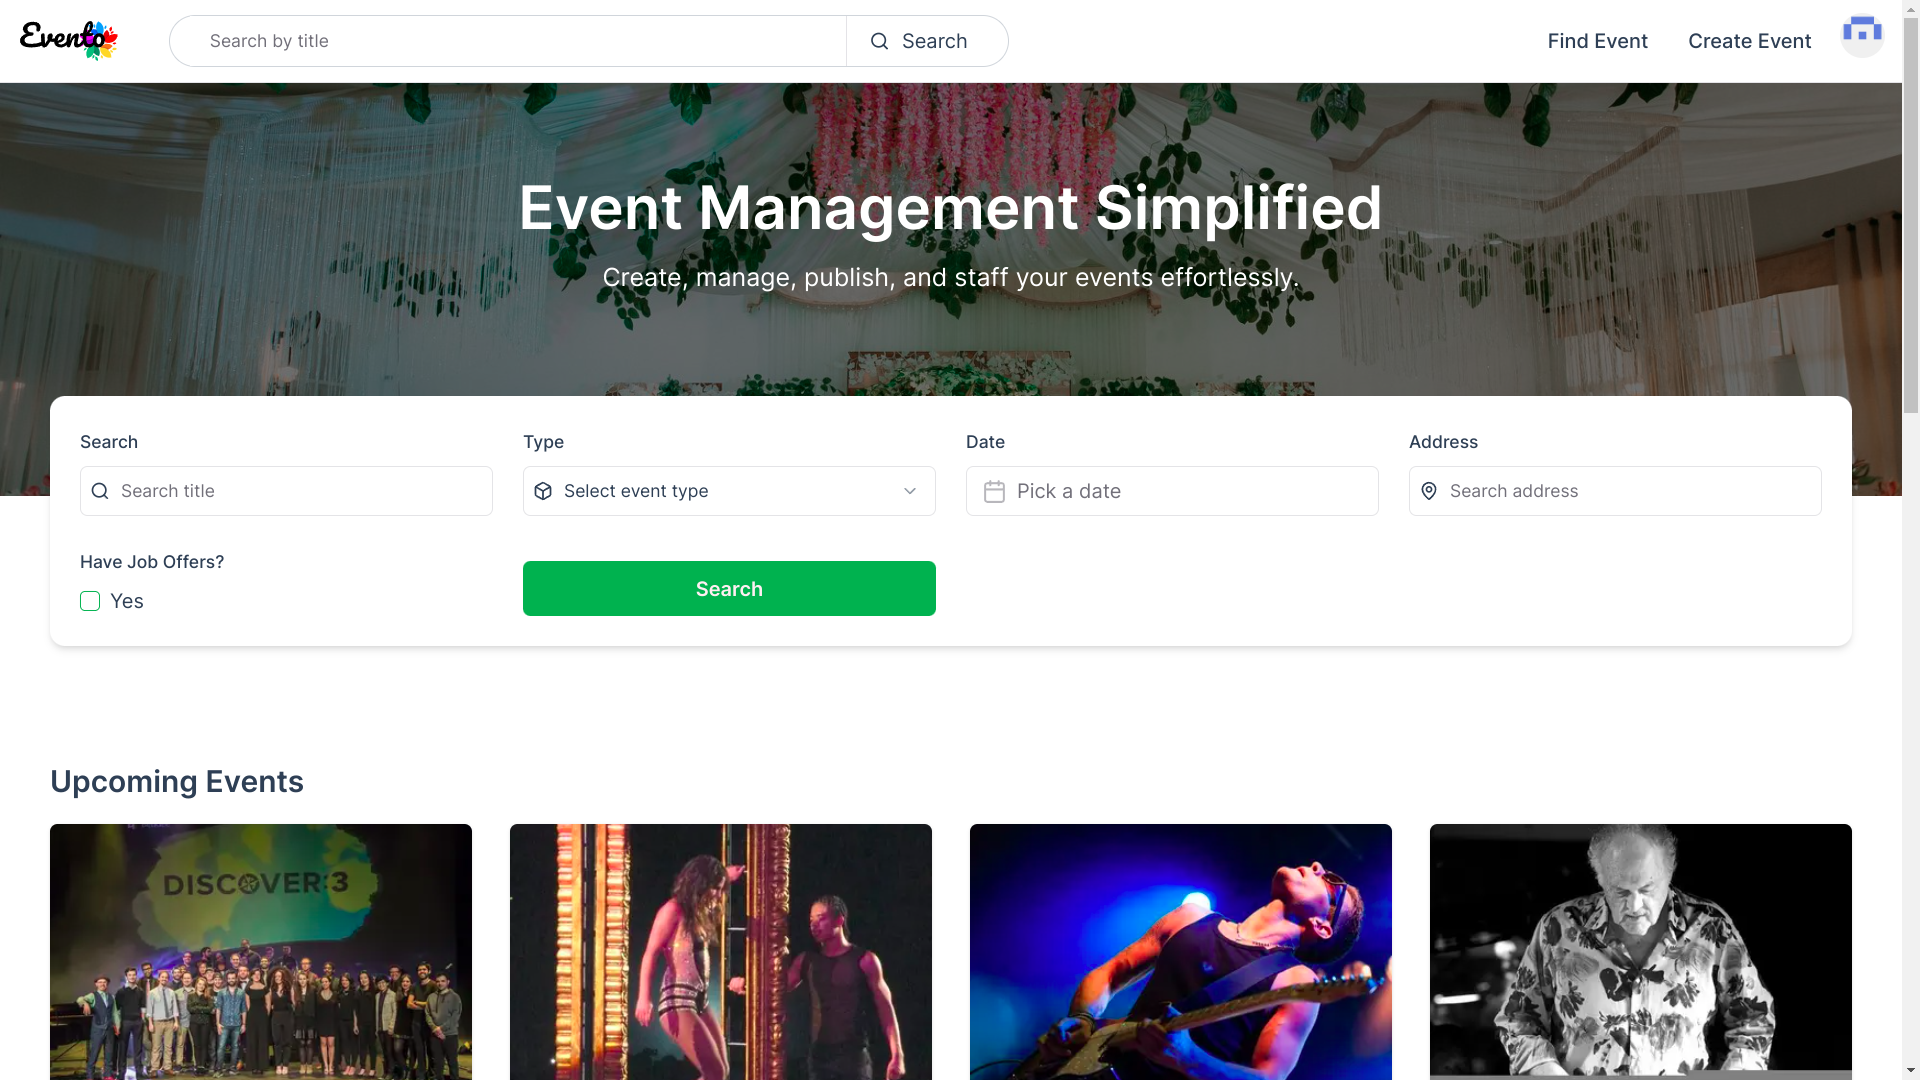 Evento
Search by title
Search
Find Event
Create Event
Event Management Simplified
Create, manage, publish, and staff your events effortlessly.
Search
Type
Date
Address
Search title
Select event type
Pick a date
Search address
Have Job Offers?
Yes
Search
Upcoming Events
DISCOVER:3